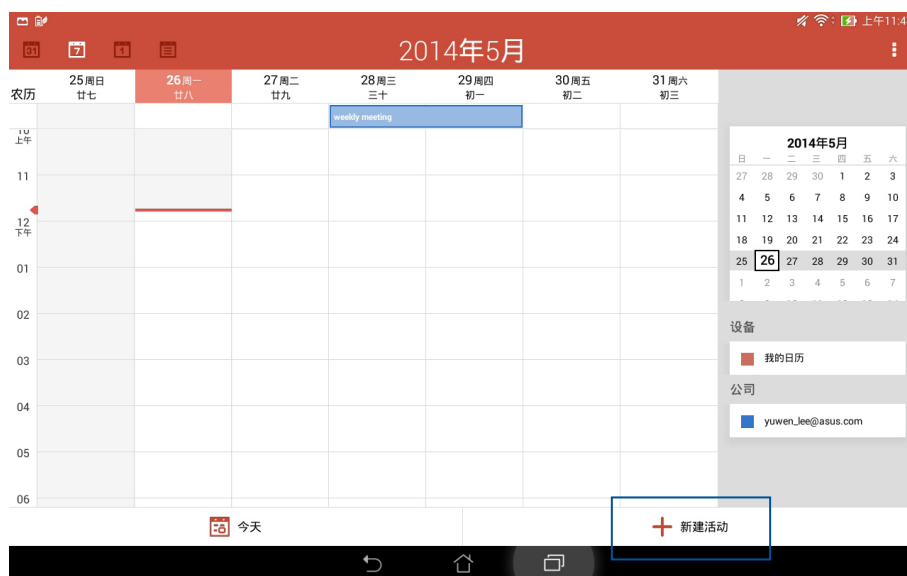 上午11:4
31 7 1
2014年5月
农历 25周日 26周一 27周二 28周三 29周四 30周五 31周六
廿七 廿八 廿九 三十 初一 初二 初三
weekly meeting
10
上午
11
12
下午
01
02
03
04
05
06
2014年5月
日 一 二 三 四 五 六
27 28 29 30 1 2 3
4 5 6 7 8 9 10
11 12 13 14 15 16 17
18 19 20 21 22 23 24
25 26 27 28 29 30 31
1 2 3 4 5 6 7
设备
我的日历
公司
yuwen_lee@asus.com
今天
新建活动